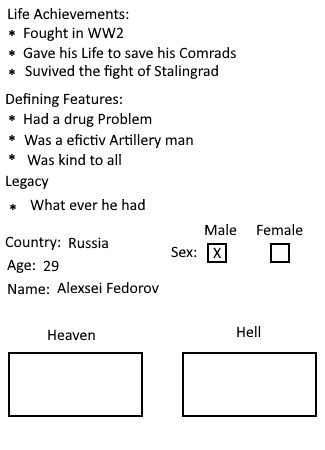 Life Achievements:
* Fought in WW2
* Gave his Life to save his Comrads
* Suvived the fight of Stalingrad
Defining Features:
* Had a drug Problem
* Was a efictiv Artillery man
* Was kind to all
Legacy
* What ever he had
Male Female
Country: Russia
Sex: X
Age: 29
Name: Alexsei Fedorov
Heaven Hell